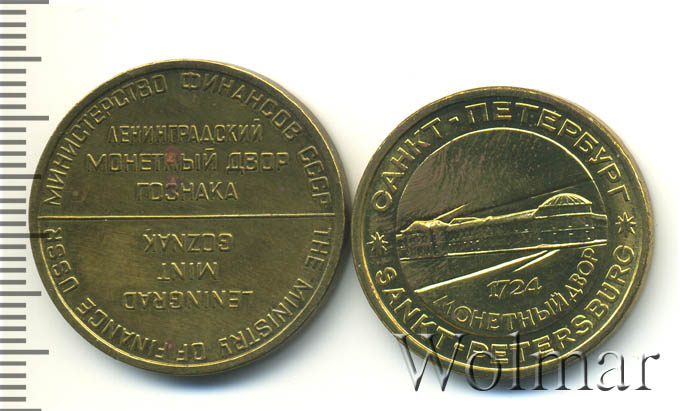 МИНИСТЕРСТВО ФИНАНСОВ СССР
ЛЕНИНГРАДСКИЙ
МОНЕТНЫЙ ДВОР
ГОЗНАКА
THE MINISTRY OF FINANCE USSR
LENINGRAD
MINT
GOZNAK
САНКТ-ПЕТЕРБУРГ
1724
МОНЕТНЫЙ ДВОР
SANKT-PETERSBURG
Wolmar